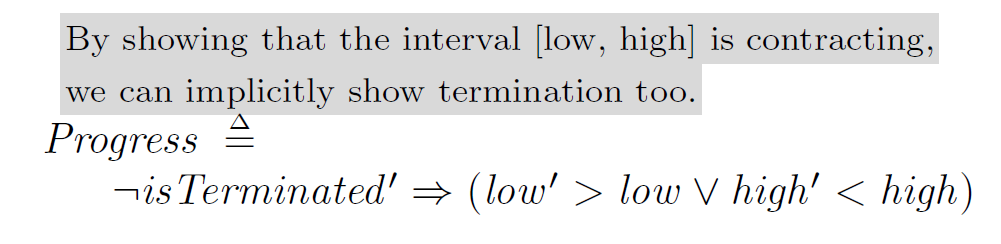 By showing that the interval [low, high] is contracting,
we can implicitly show termination too.
Progress ≜
¬isTerminated′ ⇒ (low′ > low ∨ high′ < high)